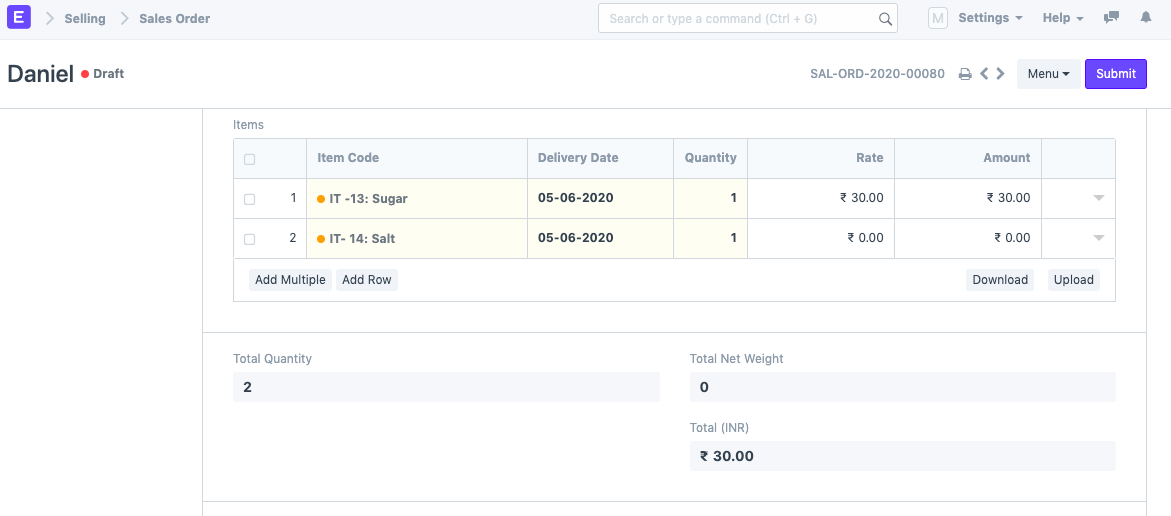 E Selling Sales Order Search or type a command (Ctrl + G) M Settings Help
Daniel Draft SAL-ORD-2020-00080 Menu Submit
Items
Item Code Delivery Date Quantity Rate Amount
1 IT -13: Sugar 05-06-2020 1 ₹ 30.00 ₹ 30.00
2 IT- 14: Salt 05-06-2020 1 ₹ 0.00 ₹ 0.00
Add Multiple Add Row Download Upload
Total Quantity Total Net Weight
2 0
Total (INR)
₹ 30.00